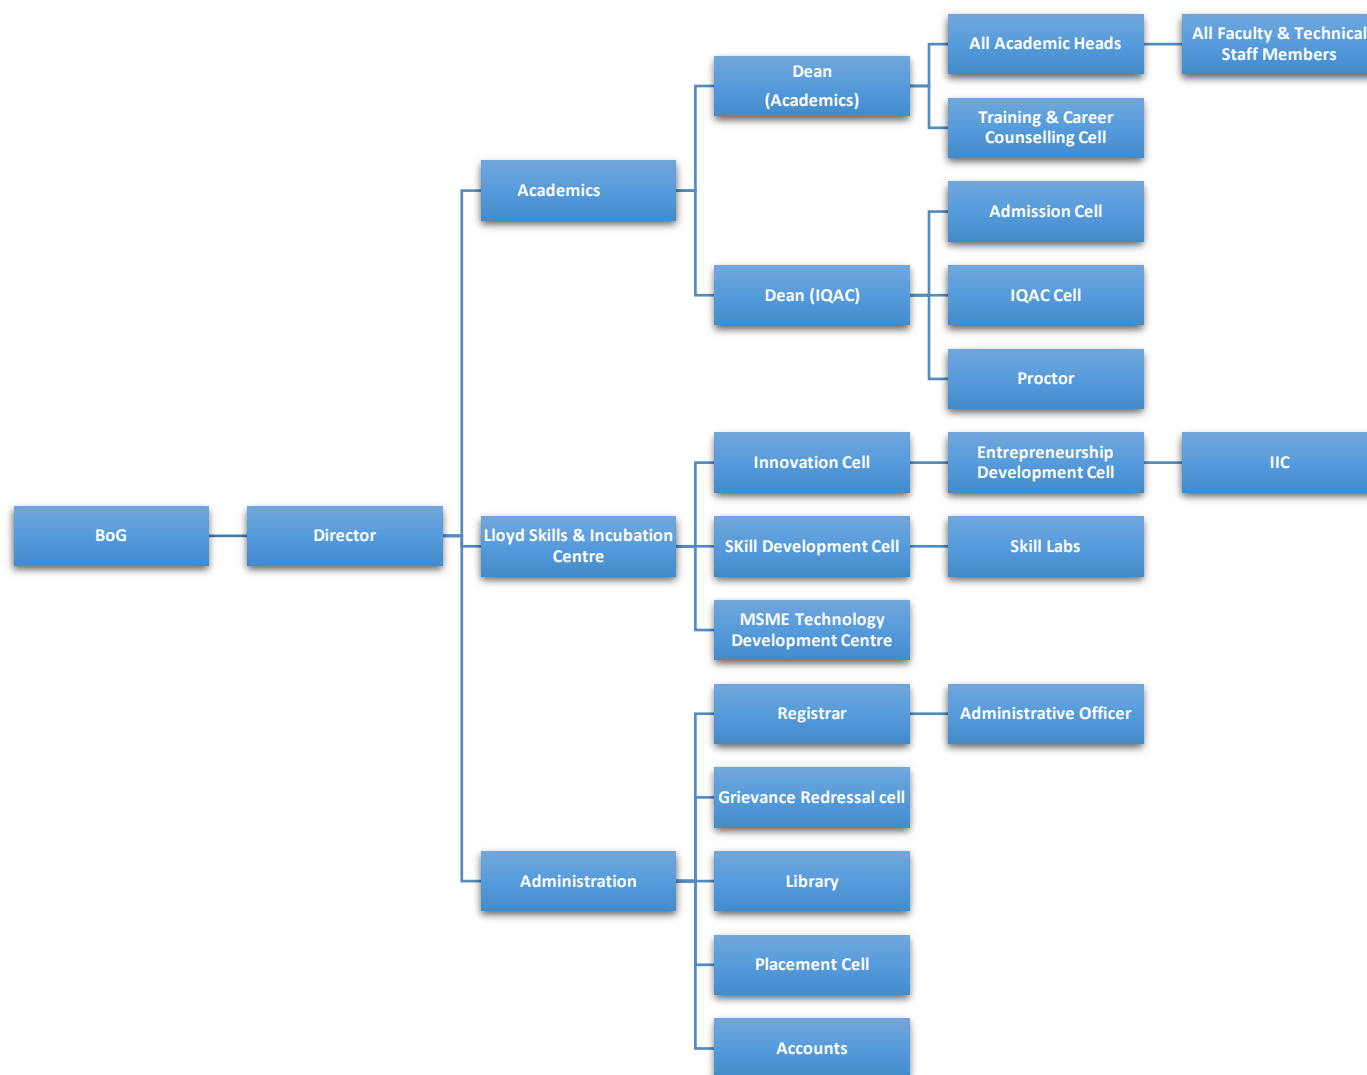 BoG
Director
Academics
Dean
(Academics)
All Academic Heads
All Faculty & Technical
Staff Members
Training & Career
Counselling Cell
Dean (IQAC)
Admission Cell
IQAC Cell
Proctor
Lloyd Skills & Incubation
Centre
Innovation Cell
Entrepreneurship
Development Cell
IIC
SKill Development Cell
Skill Labs
MSME Technology
Development Centre
Administration
Registrar
Administrative Officer
Grievance Redressal cell
Library
Placement Cell
Accounts